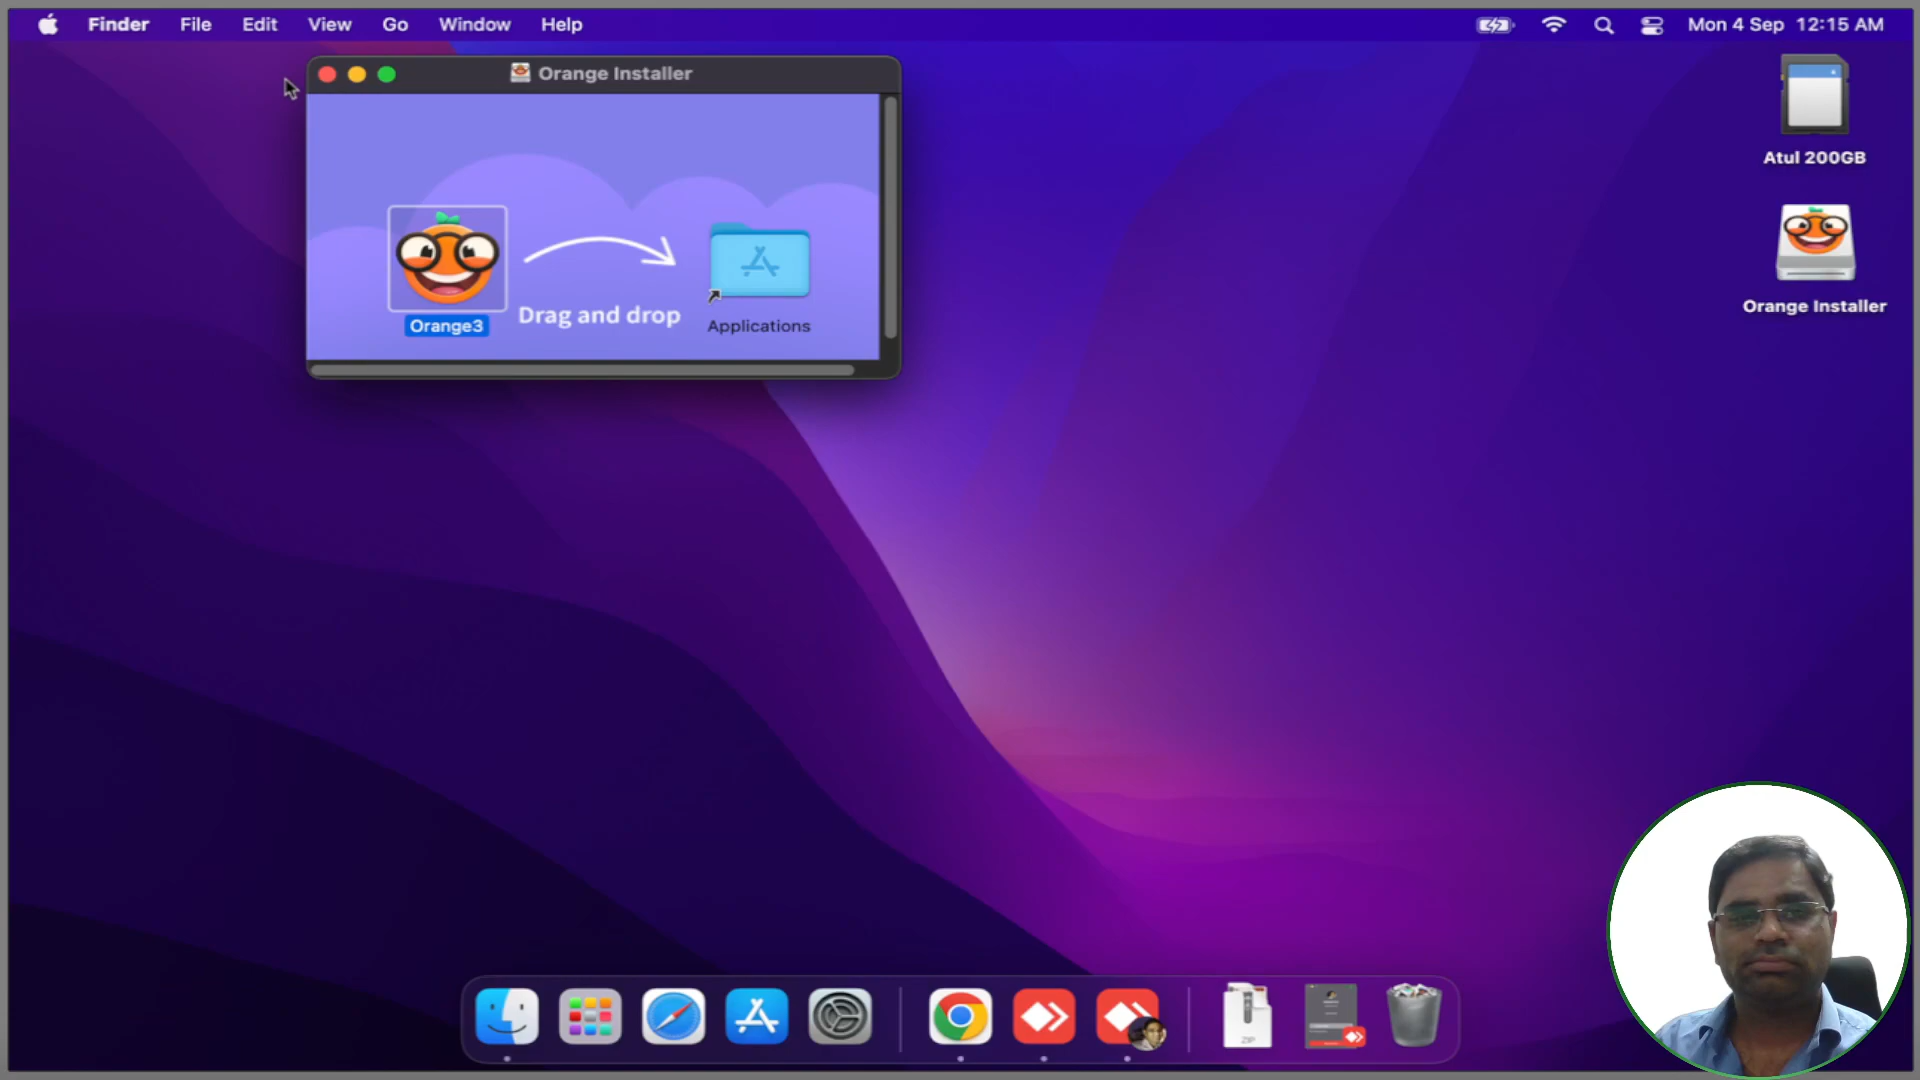 Finder File Edit View Go Window Help Mon 4 Sep 12:15 AM
Orange Installer
Atul 200GB
Orange Installer
Drag and drop
Orange3
Applications
ZIP